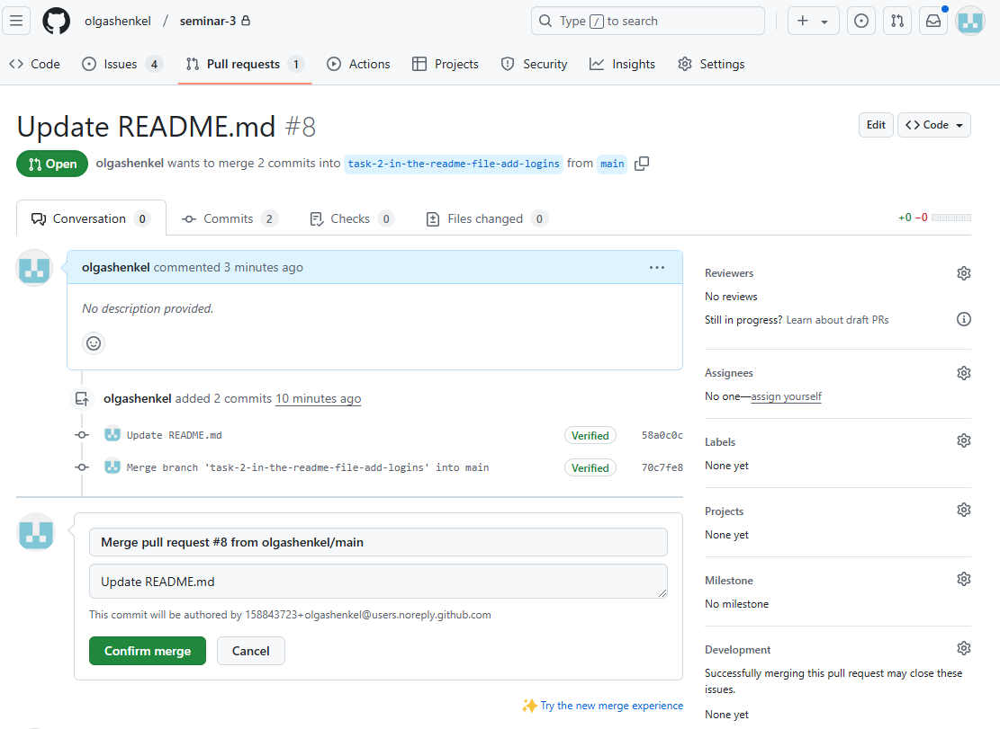 olgashenkel / seminar-3
Type / to search
Code
Issues 4
Pull requests 1
Actions
Projects
Security
Insights
Settings
Update README.md #8
Edit
<> Code
Open
olgashenkel wants to merge 2 commits into task-2-in-the-readme-file-add-logins from main
Conversation 0
Commits 2
Checks 0
Files changed 0
+0 −0
olgashenkel commented 3 minutes ago
No description provided.
olgashenkel added 2 commits 10 minutes ago
Update README.md Verified 58a0c0c
Merge branch 'task-2-in-the-readme-file-add-logins' into main Verified 70c7fe8
Merge pull request #8 from olgashenkel/main
Update README.md
This commit will be authored by 158843723+olgashenkel@users.noreply.github.com
Confirm merge
Cancel
Try the new merge experience
Reviewers
No reviews
Still in progress? Learn about draft PRs
Assignees
No one—assign yourself
Labels
None yet
Projects
None yet
Milestone
No milestone
Development
Successfully merging this pull request may close these
issues.
None yet